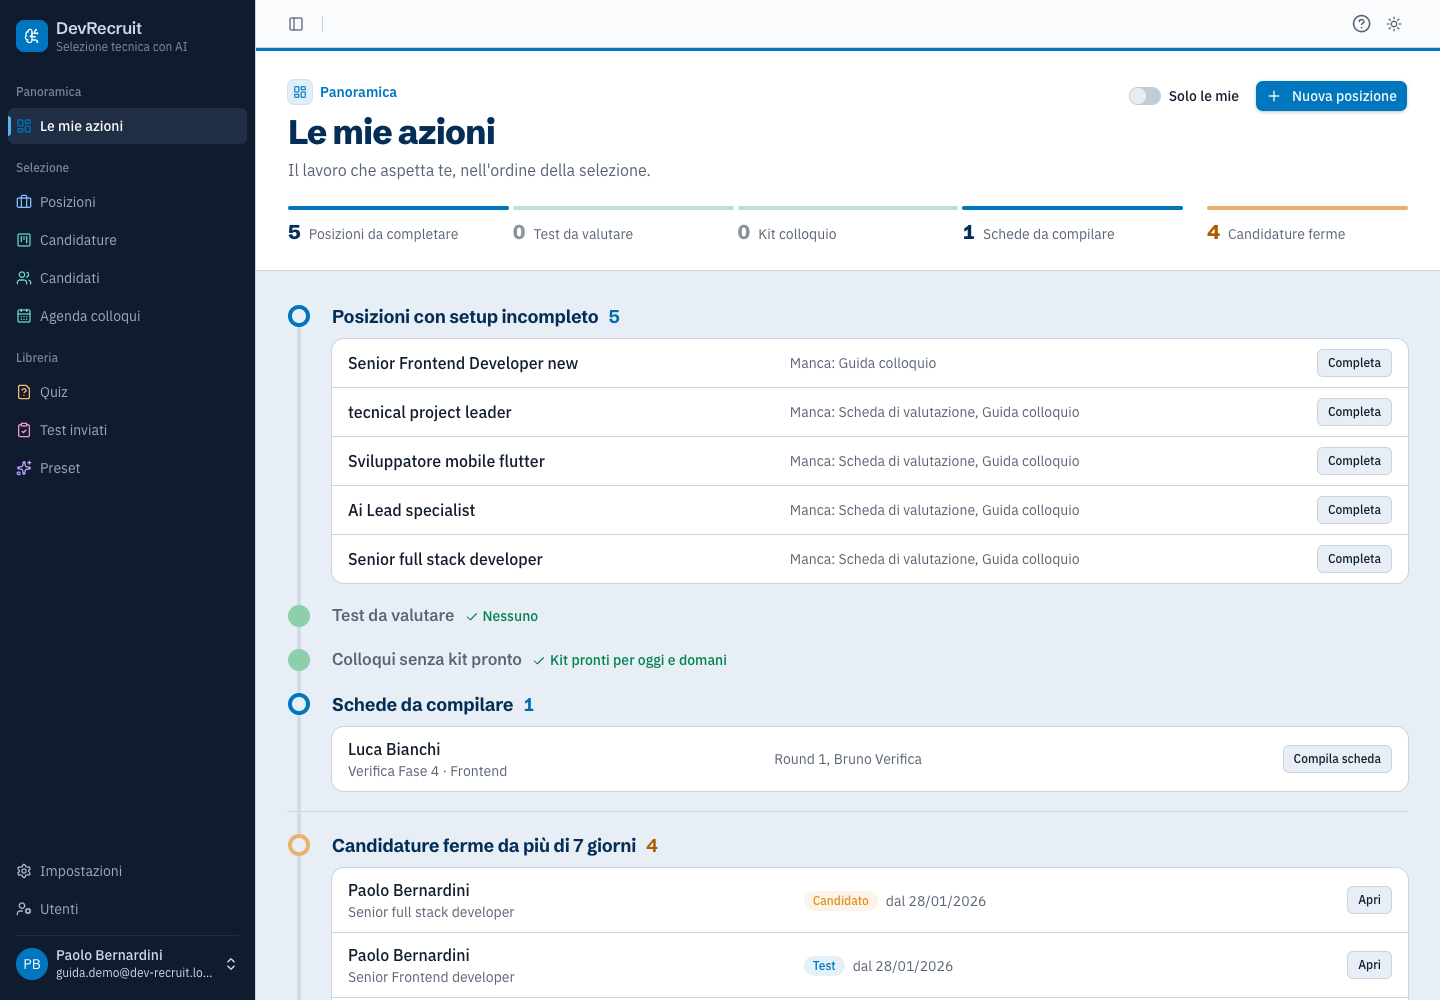 DevRecruit
Selezione tecnica con AI
Panoramica
Le mie azioni
Selezione
Posizioni
Candidature
Candidati
Agenda colloqui
Libreria
Quiz
Test inviati
Preset
Impostazioni
Utenti
PB
Paolo Bernardini
guida.demo@dev-recruit.lo...
Panoramica
Solo le mie
Nuova posizione
Le mie azioni
Il lavoro che aspetta te, nell'ordine della selezione.
5 Posizioni da completare
0 Test da valutare
0 Kit colloquio
1 Schede da compilare
4 Candidature ferme
Posizioni con setup incompleto 5
Senior Frontend Developer new Manca: Guida colloquio Completa
tecnical project leader Manca: Scheda di valutazione, Guida colloquio Completa
Sviluppatore mobile flutter Manca: Scheda di valutazione, Guida colloquio Completa
Ai Lead specialist Manca: Scheda di valutazione, Guida colloquio Completa
Senior full stack developer Manca: Scheda di valutazione, Guida colloquio Completa
Test da valutare Nessuno
Colloqui senza kit pronto Kit pronti per oggi e domani
Schede da compilare 1
Luca Bianchi
Verifica Fase 4 · Frontend
Round 1, Bruno Verifica
Compila scheda
Candidature ferme da più di 7 giorni 4
Paolo Bernardini
Senior full stack developer
Candidato dal 28/01/2026
Apri
Paolo Bernardini
Senior Frontend developer
Test dal 28/01/2026
Apri